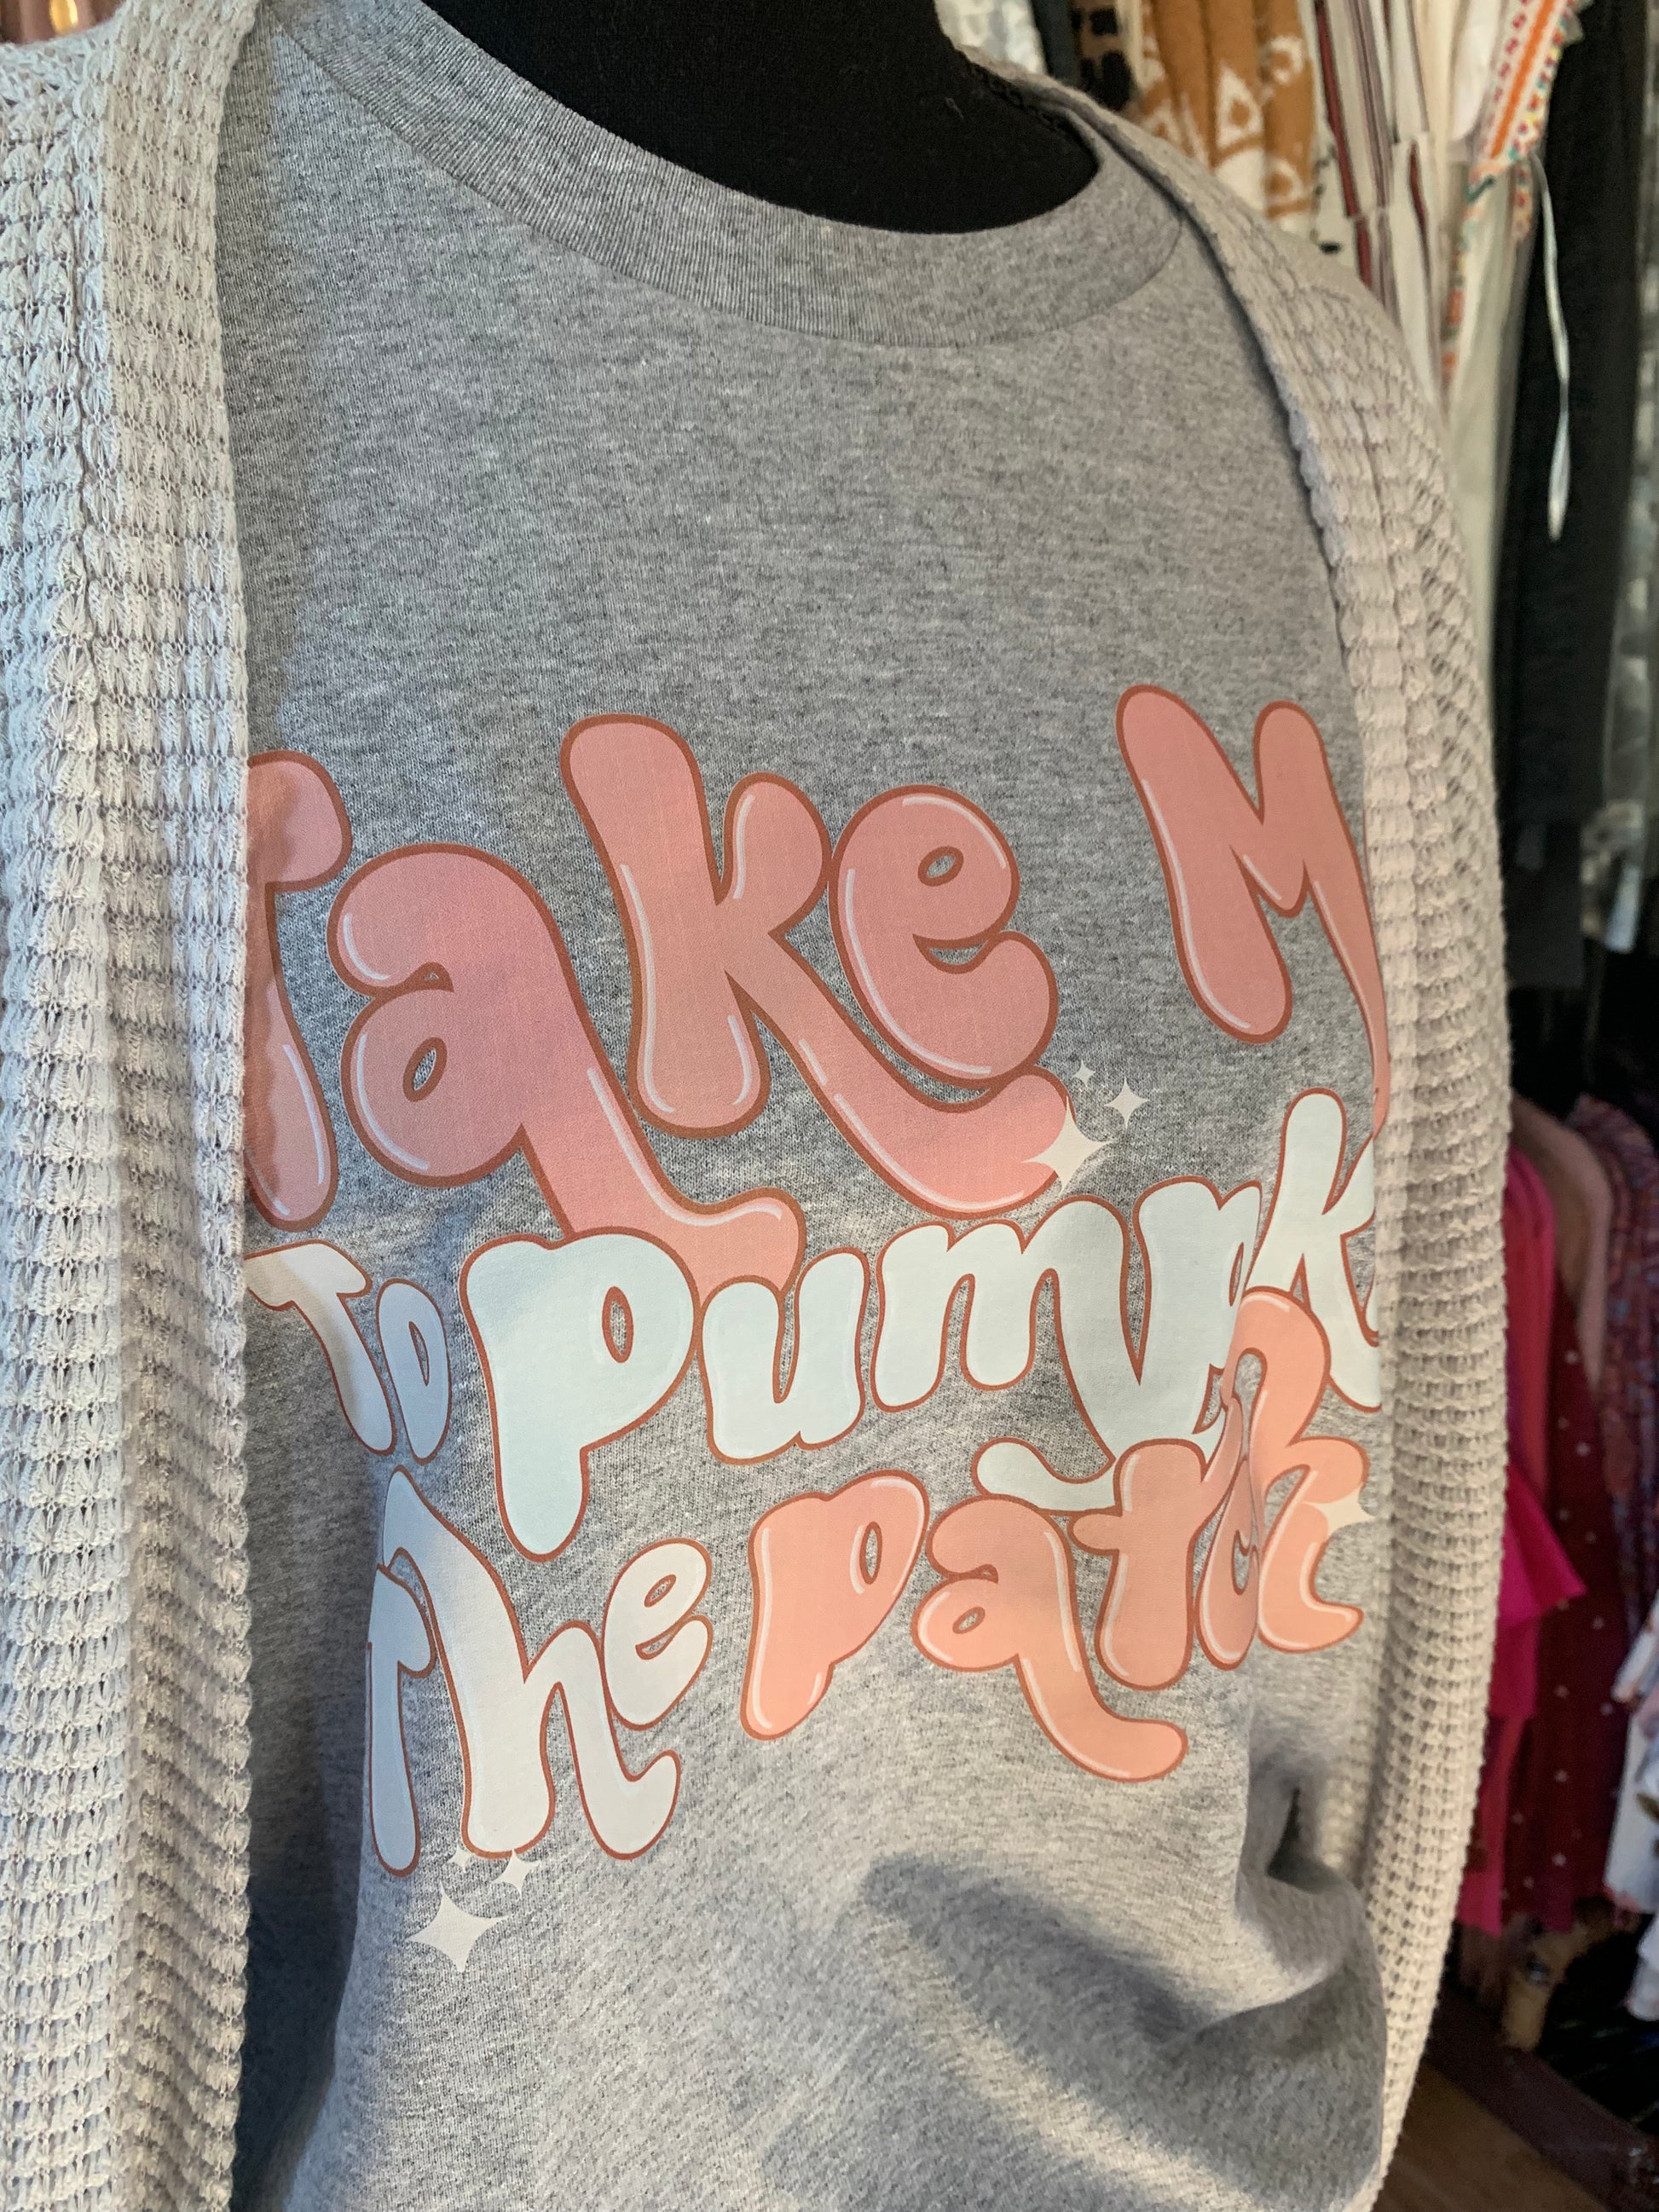 Take M
To Pumpk
The Patch